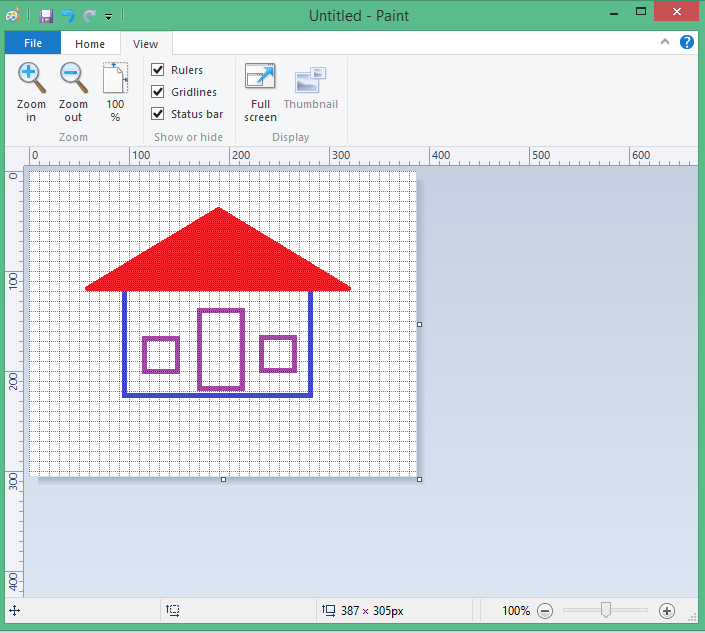 Untitled - Paint
File Home View
Zoom in
Zoom out
100 %
Rulers
Gridlines
Status bar
Full screen
Thumbnail
Zoom
Show or hide
Display
0 100 200 300 400 500 600
0
100
200
300
400
387 × 305px
100%